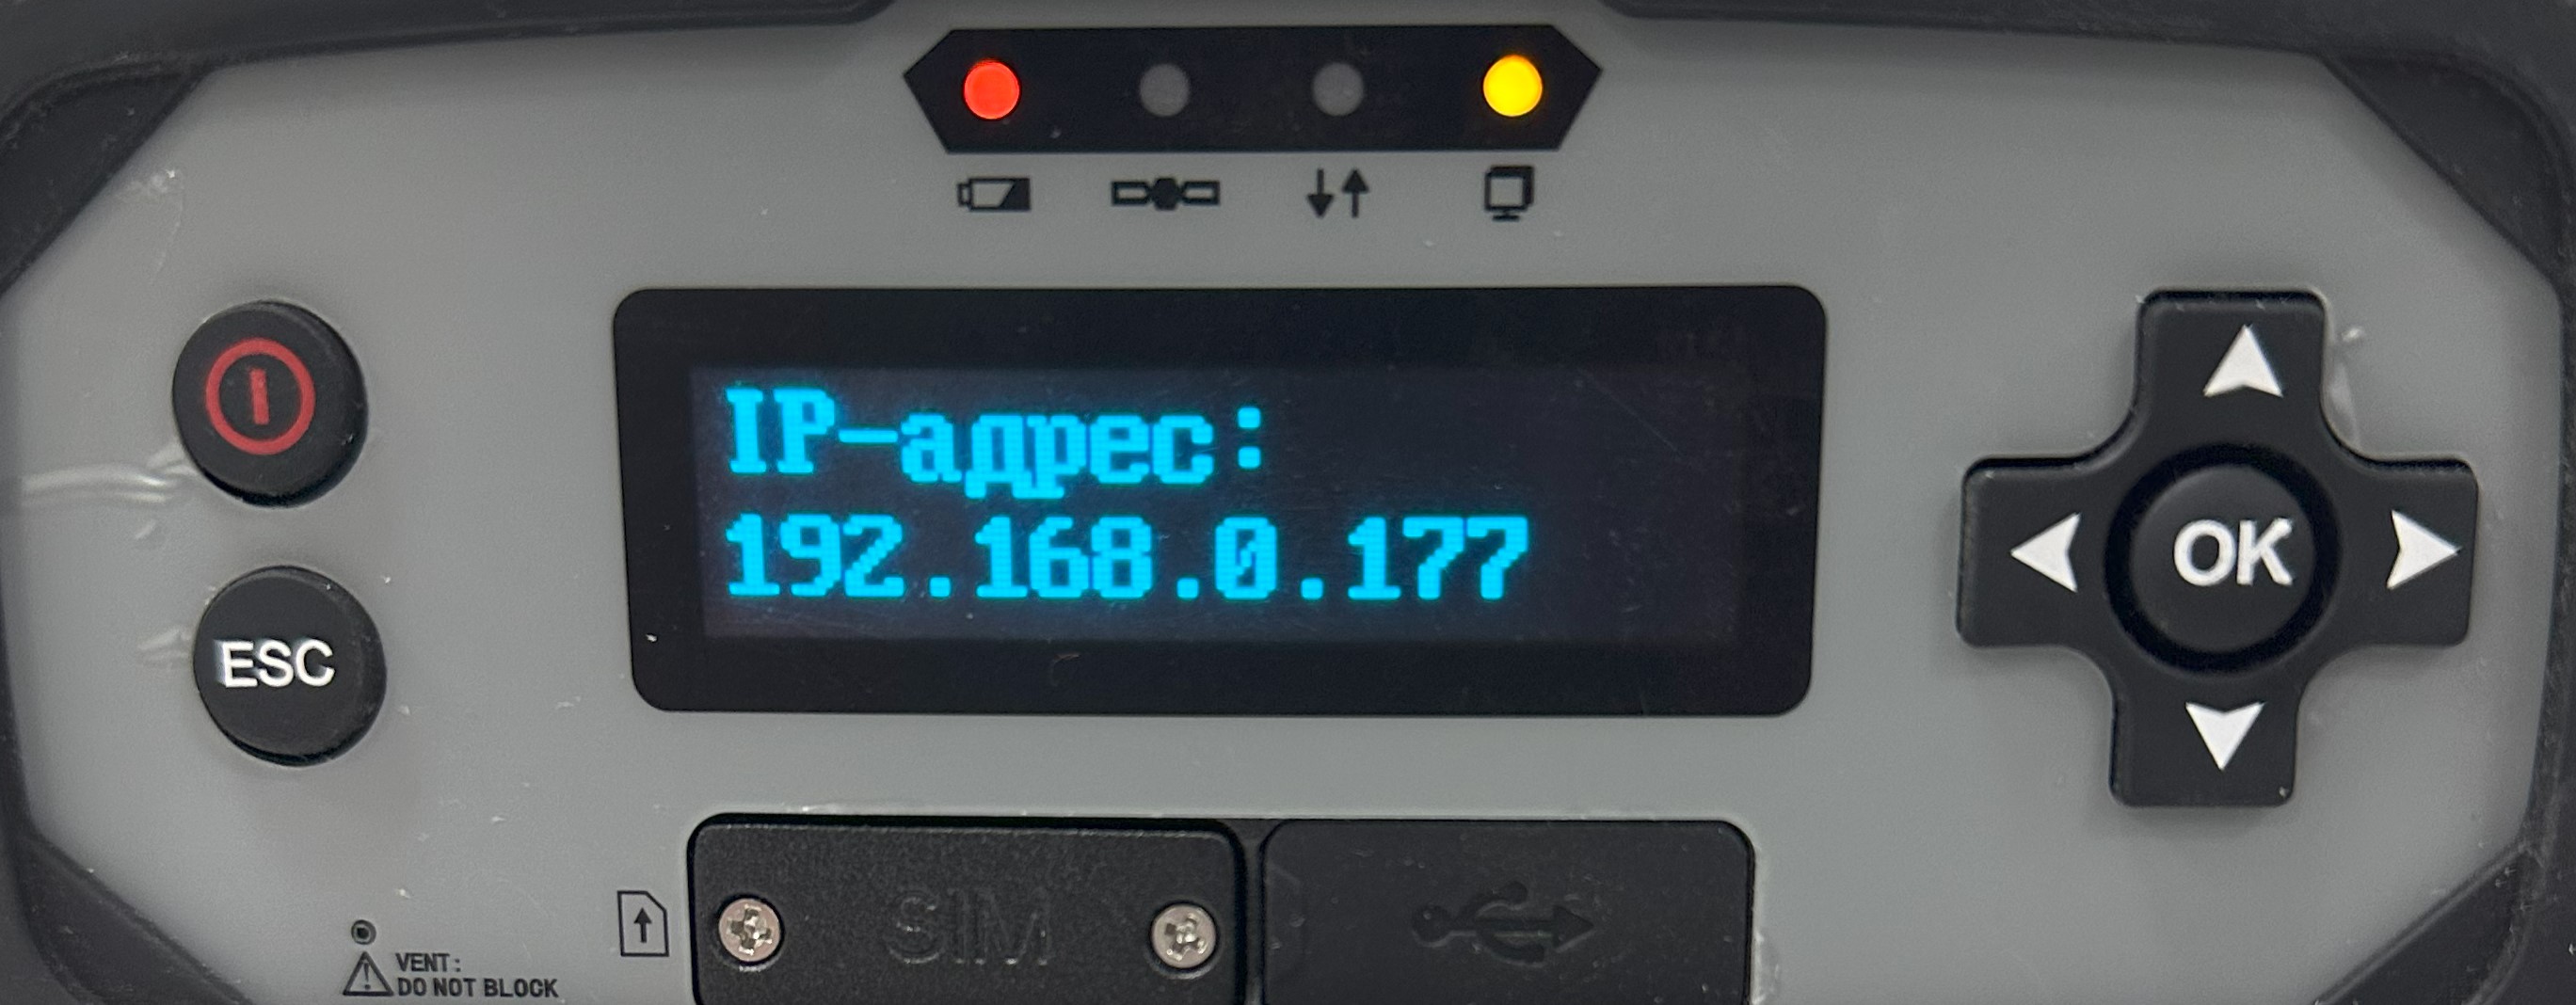 IP-адрес:
192.168.0.177
ESC
OK
SIM
VENT:
DO NOT BLOCK